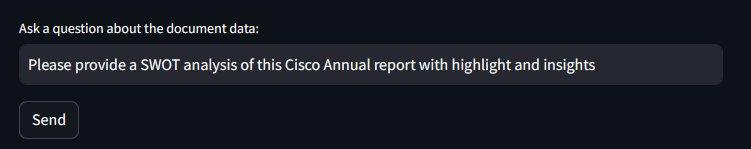 Ask a question about the document data:
Please provide a SWOT analysis of this Cisco Annual report with highlight and insights
Send